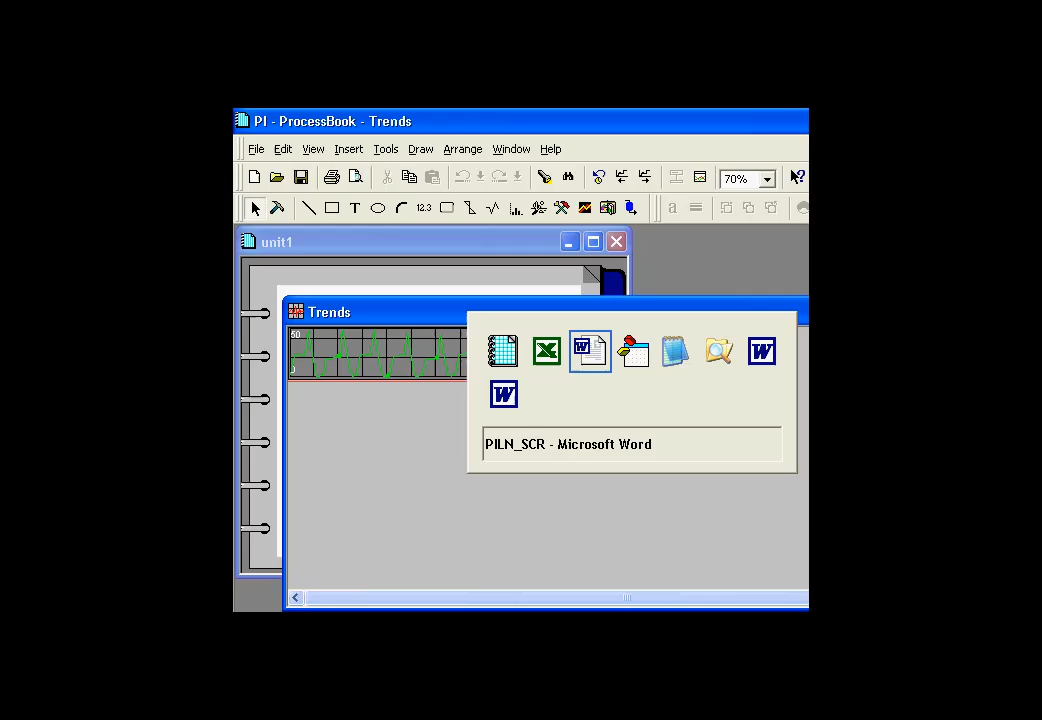 PI - ProcessBook - Trends
File Edit View Insert Tools Draw Arrange Window Help
70%
T 12.3 a
unit1
Trends
50
0
PILN_SCR - Microsoft Word